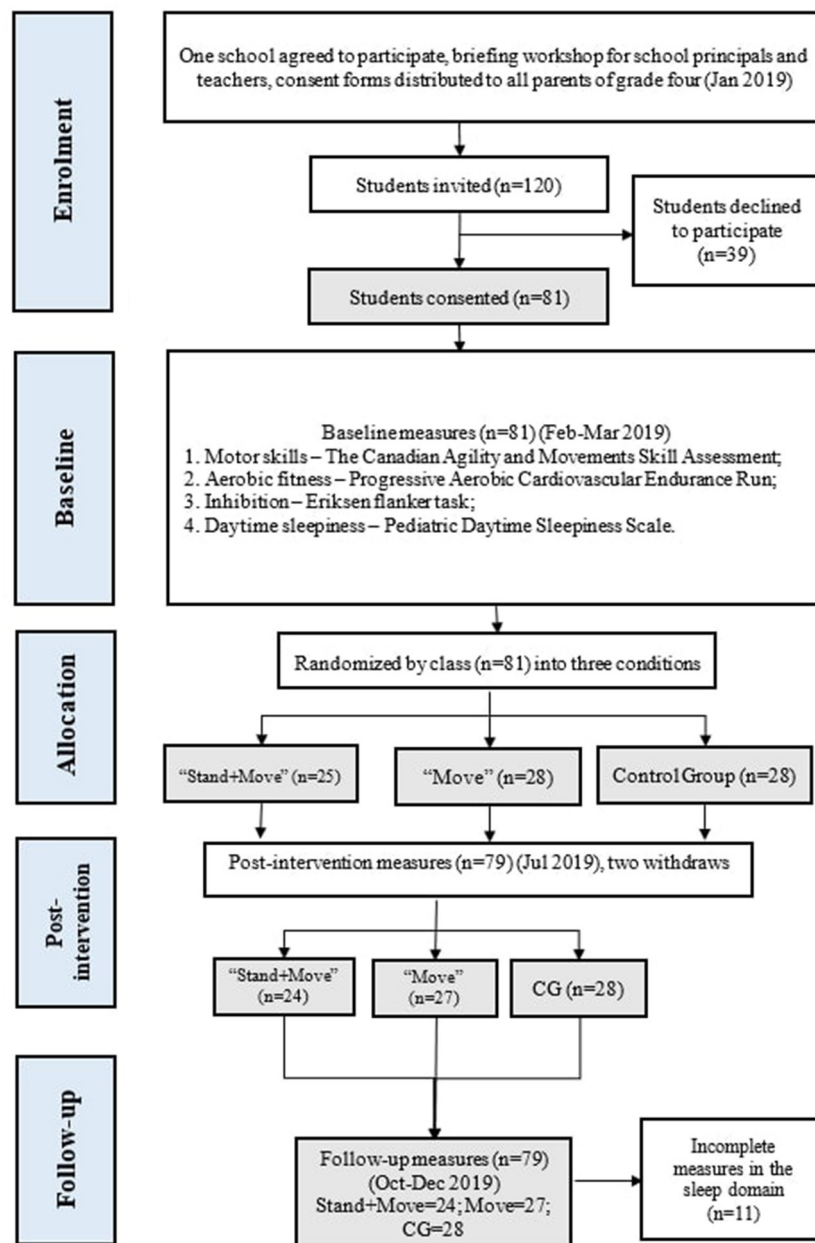 Enrolment
One school agreed to participate, briefing workshop for school principals and
teachers, consent forms distributed to all parents of grade four (Jan 2019)
Students invited (n=120)
Students declined
to participate
(n=39)
Students consented (n=81)
Baseline
Baseline measures (n=81) (Feb-Mar 2019)
1. Motor skills – The Canadian Agility and Movements Skill Assessment;
2. Aerobic fitness – Progressive Aerobic Cardiovascular Endurance Run;
3. Inhibition – Eriksen flanker task;
4. Daytime sleepiness – Pediatric Daytime Sleepiness Scale.
Allocation
Randomized by class (n=81) into three conditions
“Stand+Move” (n=25)
“Move” (n=28)
Control Group (n=28)
Post-
intervention
Post-intervention measures (n=79) (Jul 2019), two withdraws
“Stand+Move”
(n=24)
“Move”
(n=27)
CG (n=28)
Follow-up
Follow-up measures (n=79)
(Oct-Dec 2019)
Stand+Move=24; Move=27;
CG=28
Incomplete
measures in the
sleep domain
(n=11)